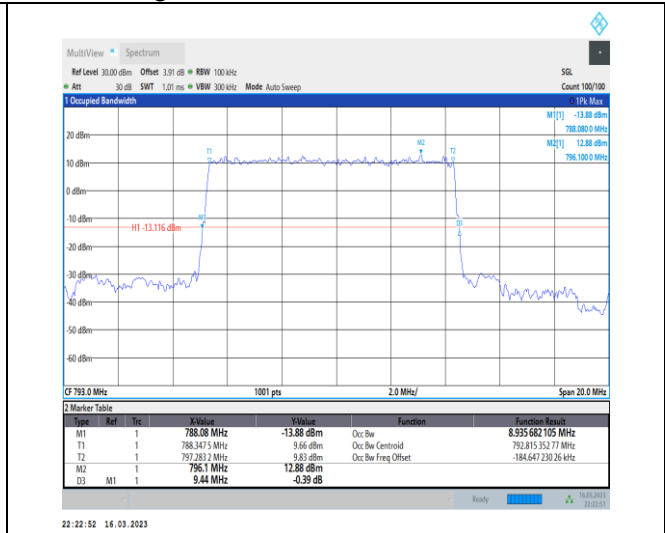 MultiView Spectrum
Ref Level 30.00 dBm Offset 3.91 dB RBW 100 kHz SGL
Att 30 dB SWT 1.01 ms VBW 300 kHz Mode Auto Sweep Count 100/100
1 Occupied Bandwidth 1Pk Max
M1[1] -13.88 dBm
788.080 0 MHz
M2[1] 12.88 dBm
796.100 0 MHz
20 dBm
M2
T1 T2
10 dBm
0 dBm
-10 dBm
M1 D3
H1 -13.116 dBm
-20 dBm
-30 dBm
-40 dBm
-50 dBm
-60 dBm
CF 793.0 MHz 1001 pts 2.0 MHz/ Span 20.0 MHz
2 Marker Table
Type Ref Trc X-Value Y-Value Function Function Result
M1 1 788.08 MHz -13.88 dBm Occ Bw 8.935 682 105 MHz
T1 1 788.347 5 MHz 9.66 dBm Occ Bw Centroid 792.815 352 77 MHz
T2 1 797.283 2 MHz 9.83 dBm Occ Bw Freq Offset -184.647 230 26 kHz
M2 1 796.1 MHz 12.88 dBm
D3 M1 1 9.44 MHz -0.39 dB
Ready 16.03.2023
22:22:51
22:22:52 16.03.2023